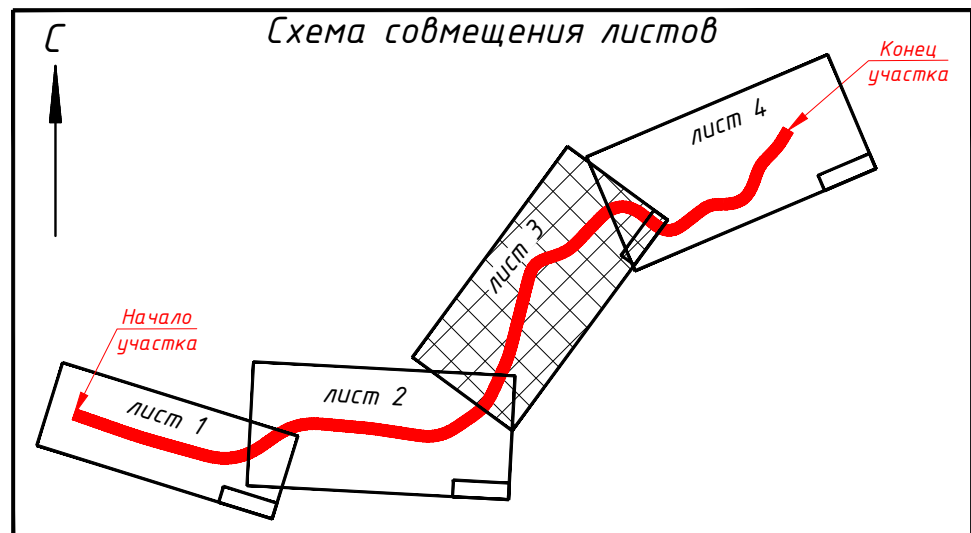 Схема совмещения листов
С
Конец
участка
лист 4
лист 3
Начало
участка
лист 2
лист 1